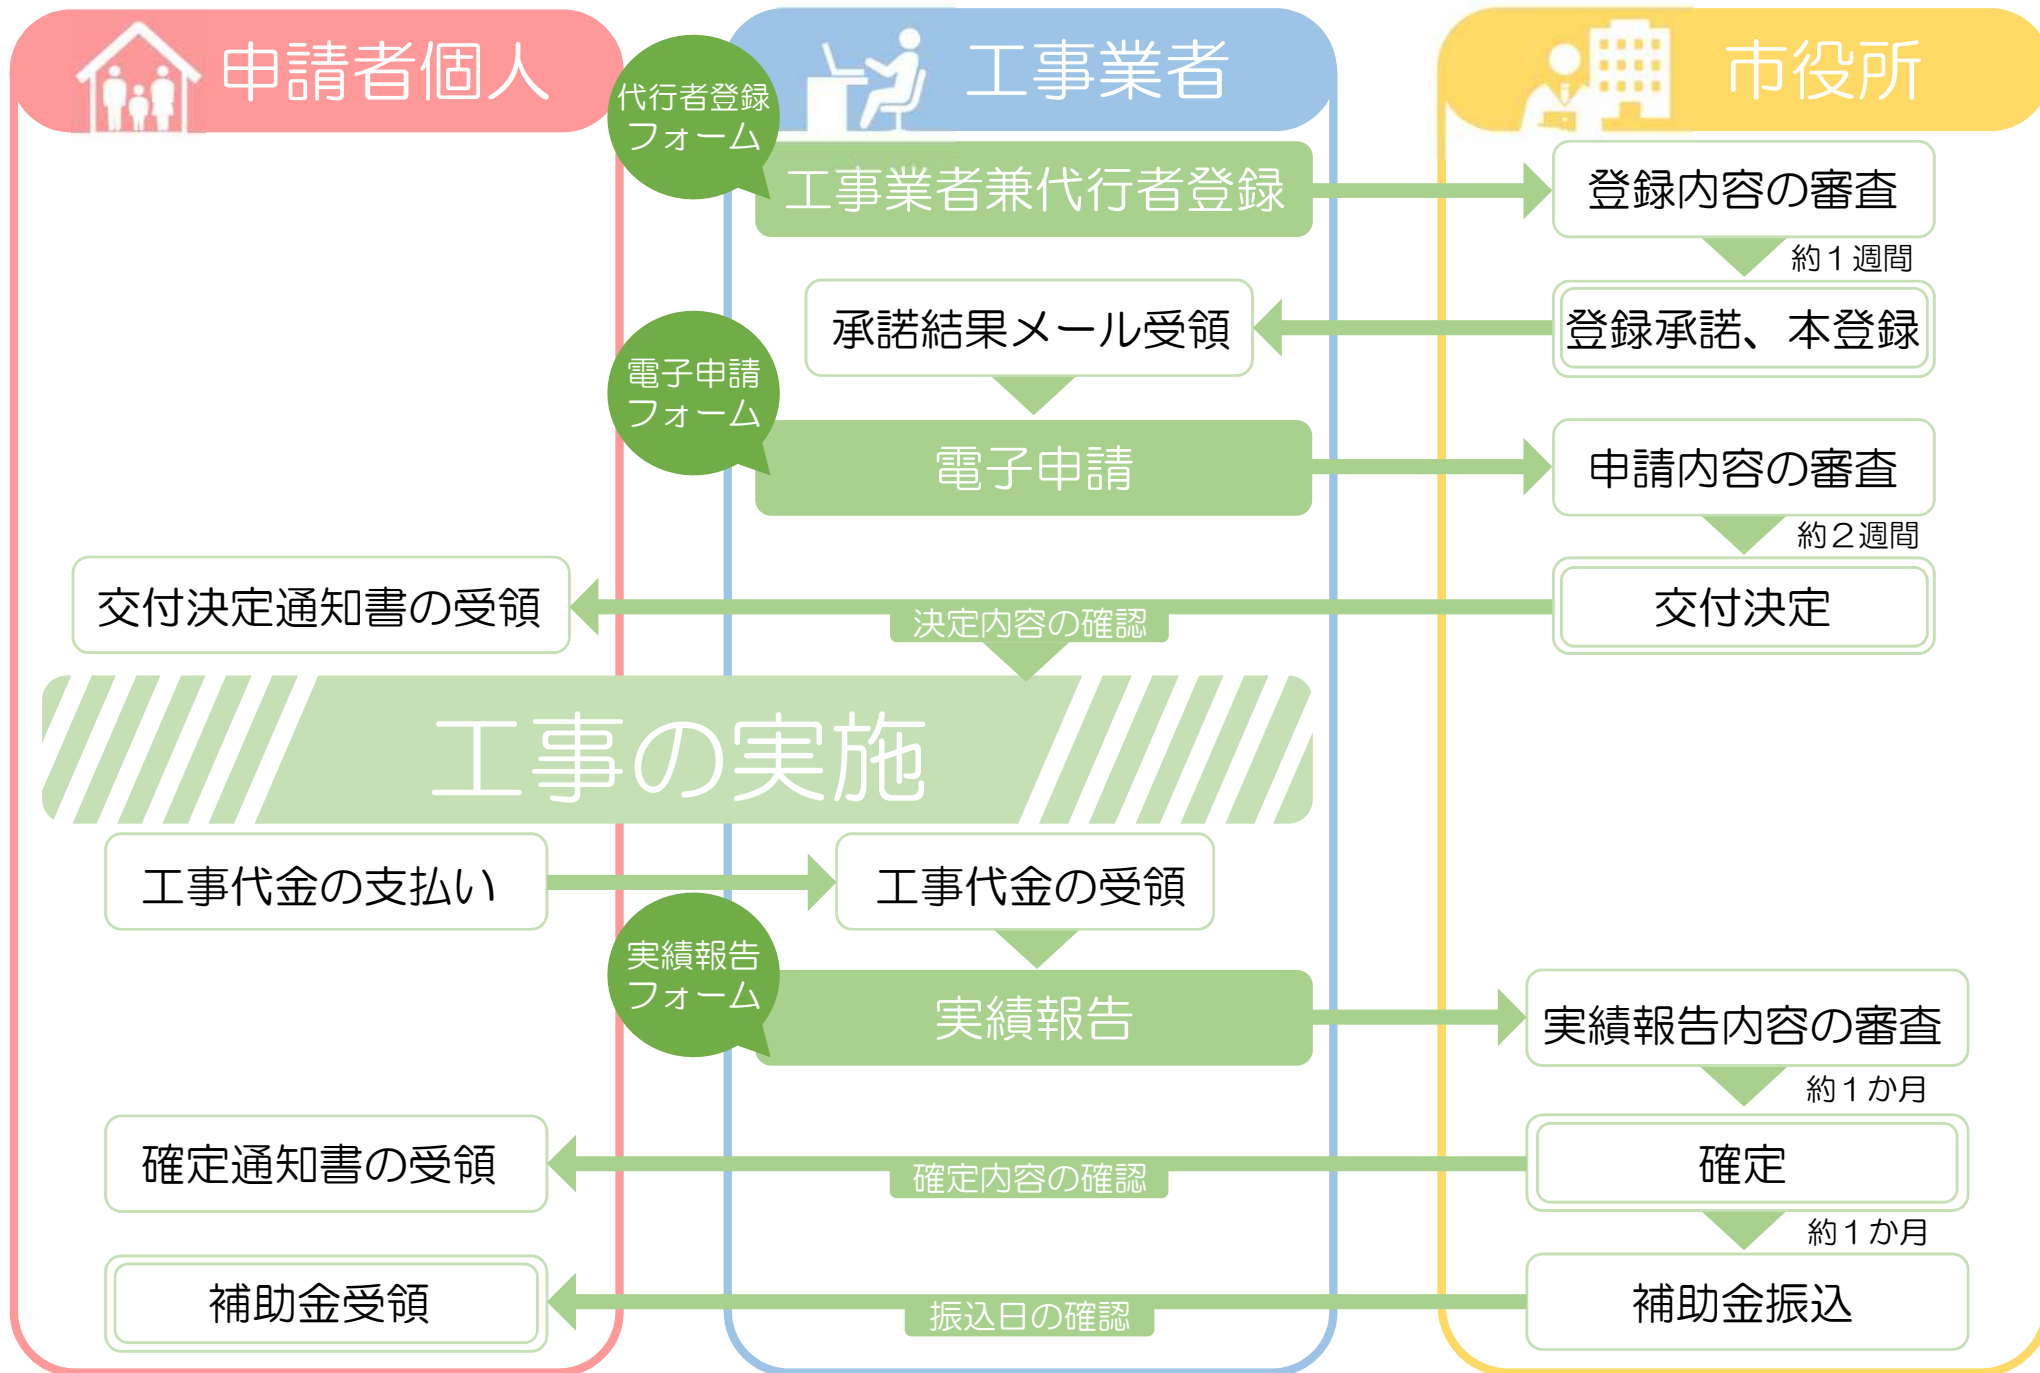 申請者個人
工事業者
市役所
代行者登録
フォーム
工事業者兼代行者登録
登録内容の審査
約1週間
承諾結果メール受領
登録承諾、本登録
電子申請
フォーム
電子申請
申請内容の審査
約2週間
交付決定通知書の受領
決定内容の確認
交付決定
工事の実施
工事代金の支払い
工事代金の受領
実績報告
フォーム
実績報告
実績報告内容の審査
約1か月
確定通知書の受領
確定内容の確認
確定
約1か月
補助金受領
振込日の確認
補助金振込